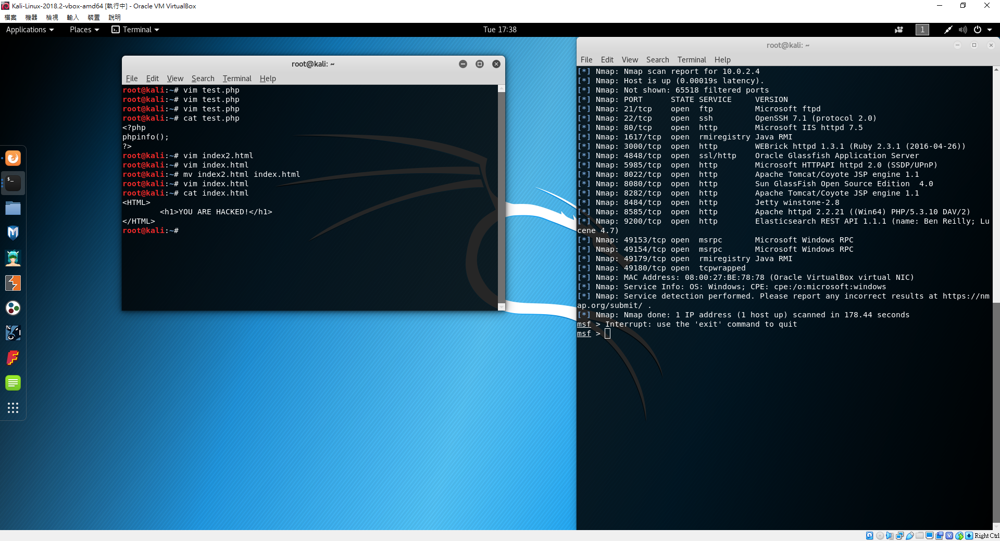 Kali-Linux-2018.2-vbox-amd64 [執行中] - Oracle VM VirtualBox
檔案 機器 檢視 輸入 裝置 說明
Applications Places Terminal Tue 17:38 1
root@kali: ~
File Edit View Search Terminal Help
root@kali:~# vim test.php
root@kali:~# vim test.php
root@kali:~# vim test.php
root@kali:~# cat test.php
<?php
phpinfo();
?>
root@kali:~# vim index2.html
root@kali:~# vim index.html
root@kali:~# mv index2.html index.html
root@kali:~# vim index.html
root@kali:~# cat index.html
<HTML>
        <h1>YOU ARE HACKED!</h1>
</HTML>
root@kali:~#
root@kali: ~
File Edit View Search Terminal Help
[*] Nmap: Nmap scan report for 10.0.2.4
[*] Nmap: Host is up (0.00019s latency).
[*] Nmap: Not shown: 65518 filtered ports
[*] Nmap: PORT      STATE SERVICE     VERSION
[*] Nmap: 21/tcp    open  ftp         Microsoft ftpd
[*] Nmap: 22/tcp    open  ssh         OpenSSH 7.1 (protocol 2.0)
[*] Nmap: 80/tcp    open  http        Microsoft IIS httpd 7.5
[*] Nmap: 1617/tcp  open  rmiregistry Java RMI
[*] Nmap: 3000/tcp  open  http        WEBrick httpd 1.3.1 (Ruby 2.3.1 (2016-04-26))
[*] Nmap: 4848/tcp  open  ssl/http    Oracle Glassfish Application Server
[*] Nmap: 5985/tcp  open  http        Microsoft HTTPAPI httpd 2.0 (SSDP/UPnP)
[*] Nmap: 8022/tcp  open  http        Apache Tomcat/Coyote JSP engine 1.1
[*] Nmap: 8080/tcp  open  http        Sun GlassFish Open Source Edition  4.0
[*] Nmap: 8282/tcp  open  http        Apache Tomcat/Coyote JSP engine 1.1
[*] Nmap: 8484/tcp  open  http        Jetty winstone-2.8
[*] Nmap: 8585/tcp  open  http        Apache httpd 2.2.21 ((Win64) PHP/5.3.10 DAV/2)
[*] Nmap: 9200/tcp  open  http        Elasticsearch REST API 1.1.1 (name: Ben Reilly; Lu
cene 4.7)
[*] Nmap: 49153/tcp open  msrpc       Microsoft Windows RPC
[*] Nmap: 49154/tcp open  msrpc       Microsoft Windows RPC
[*] Nmap: 49179/tcp open  rmiregistry Java RMI
[*] Nmap: 49180/tcp open  tcpwrapped
[*] Nmap: MAC Address: 08:00:27:BE:78:78 (Oracle VirtualBox virtual NIC)
[*] Nmap: Service Info: OS: Windows; CPE: cpe:/o:microsoft:windows
[*] Nmap: Service detection performed. Please report any incorrect results at https://nm
ap.org/submit/ .
[*] Nmap: Nmap done: 1 IP address (1 host up) scanned in 178.44 seconds
msf > Interrupt: use the 'exit' command to quit
msf >
Right Ctrl